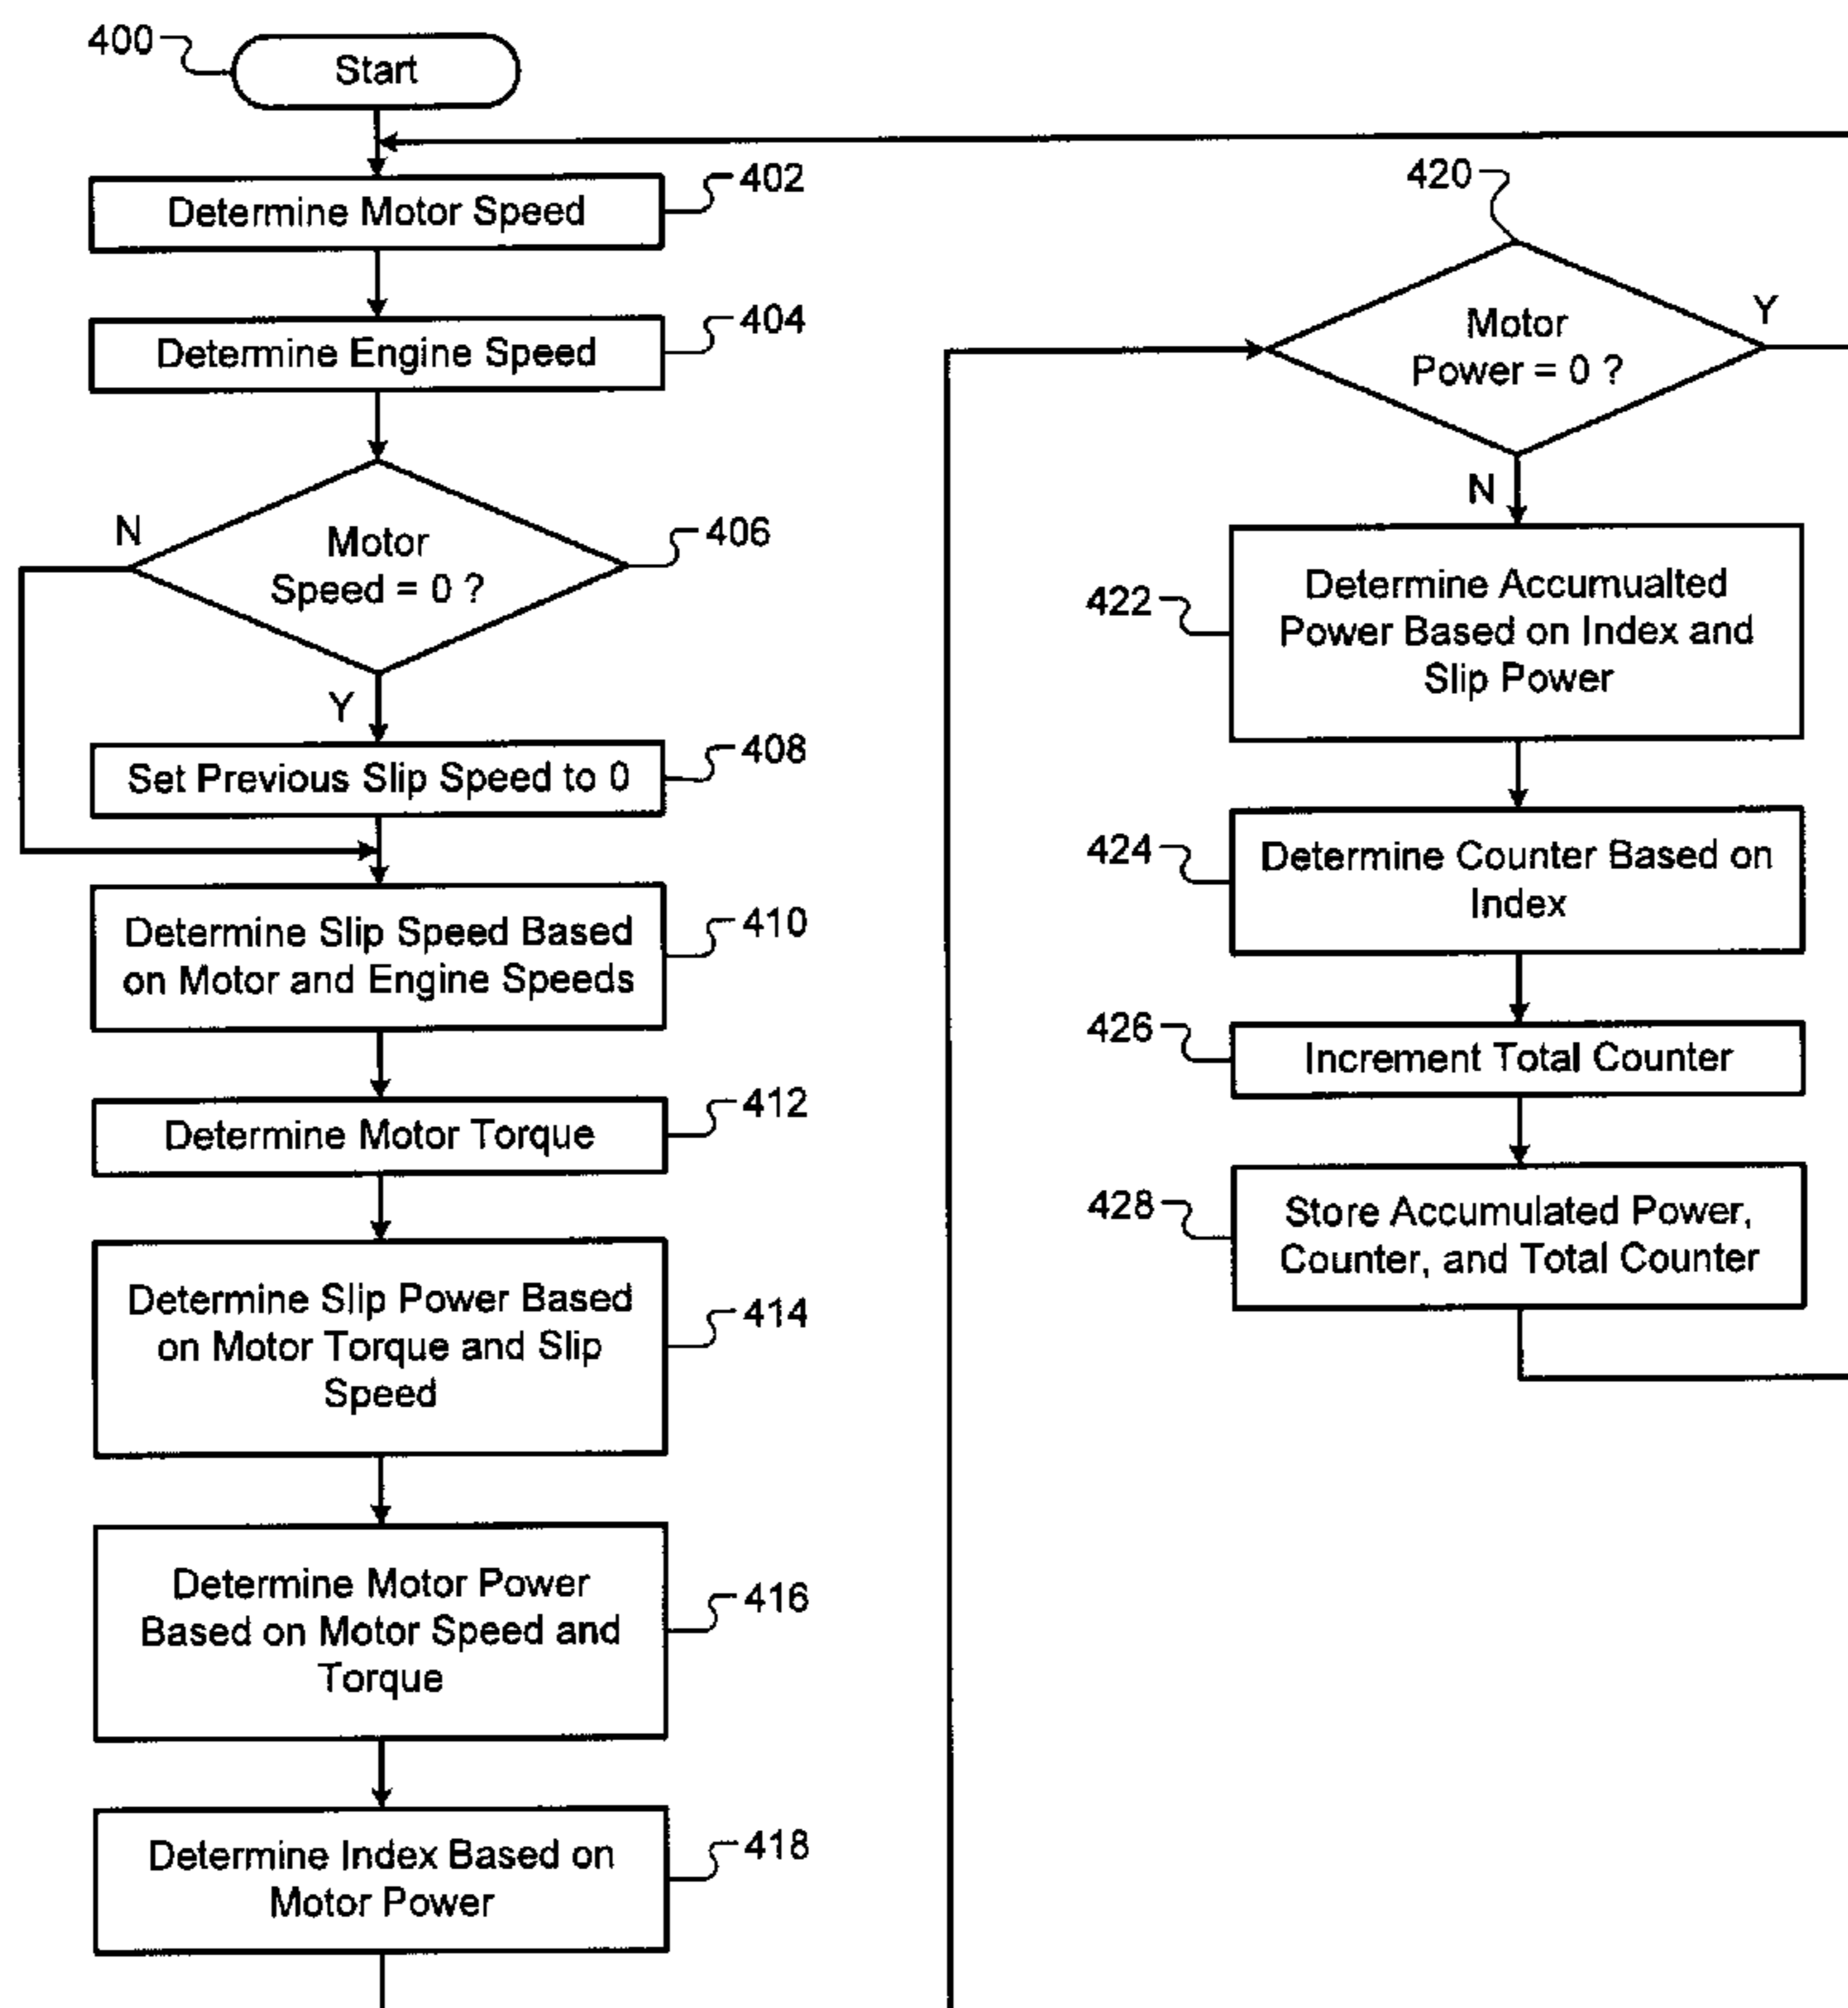 400
Start
Determine Motor Speed
402
Determine Engine Speed
404
N
Motor
Speed = 0 ?
406
Y
Set Previous Slip Speed to 0
408
Determine Slip Speed Based
on Motor and Engine Speeds
410
Determine Motor Torque
412
Determine Slip Power Based
on Motor Torque and Slip
Speed
414
Determine Motor Power
Based on Motor Speed and
Torque
416
Determine Index Based on
Motor Power
418
420
Motor
Power = 0 ?
Y
N
422
Determine Accumualted
Power Based on Index and
Slip Power
424
Determine Counter Based on
Index
426
Increment Total Counter
428
Store Accumulated Power,
Counter, and Total Counter